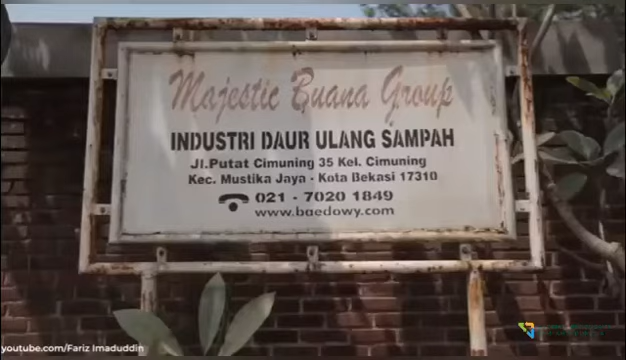 Majestic Buana Group
INDUSTRI DAUR ULANG SAMPAH
Jl.Putat Cimuning 35 Kel. Cimuning
Kec. Mustika Jaya - Kota Bekasi 17310
021 - 7020 1849
www.baedowy.com
youtube.com/Fariz Imaduddin